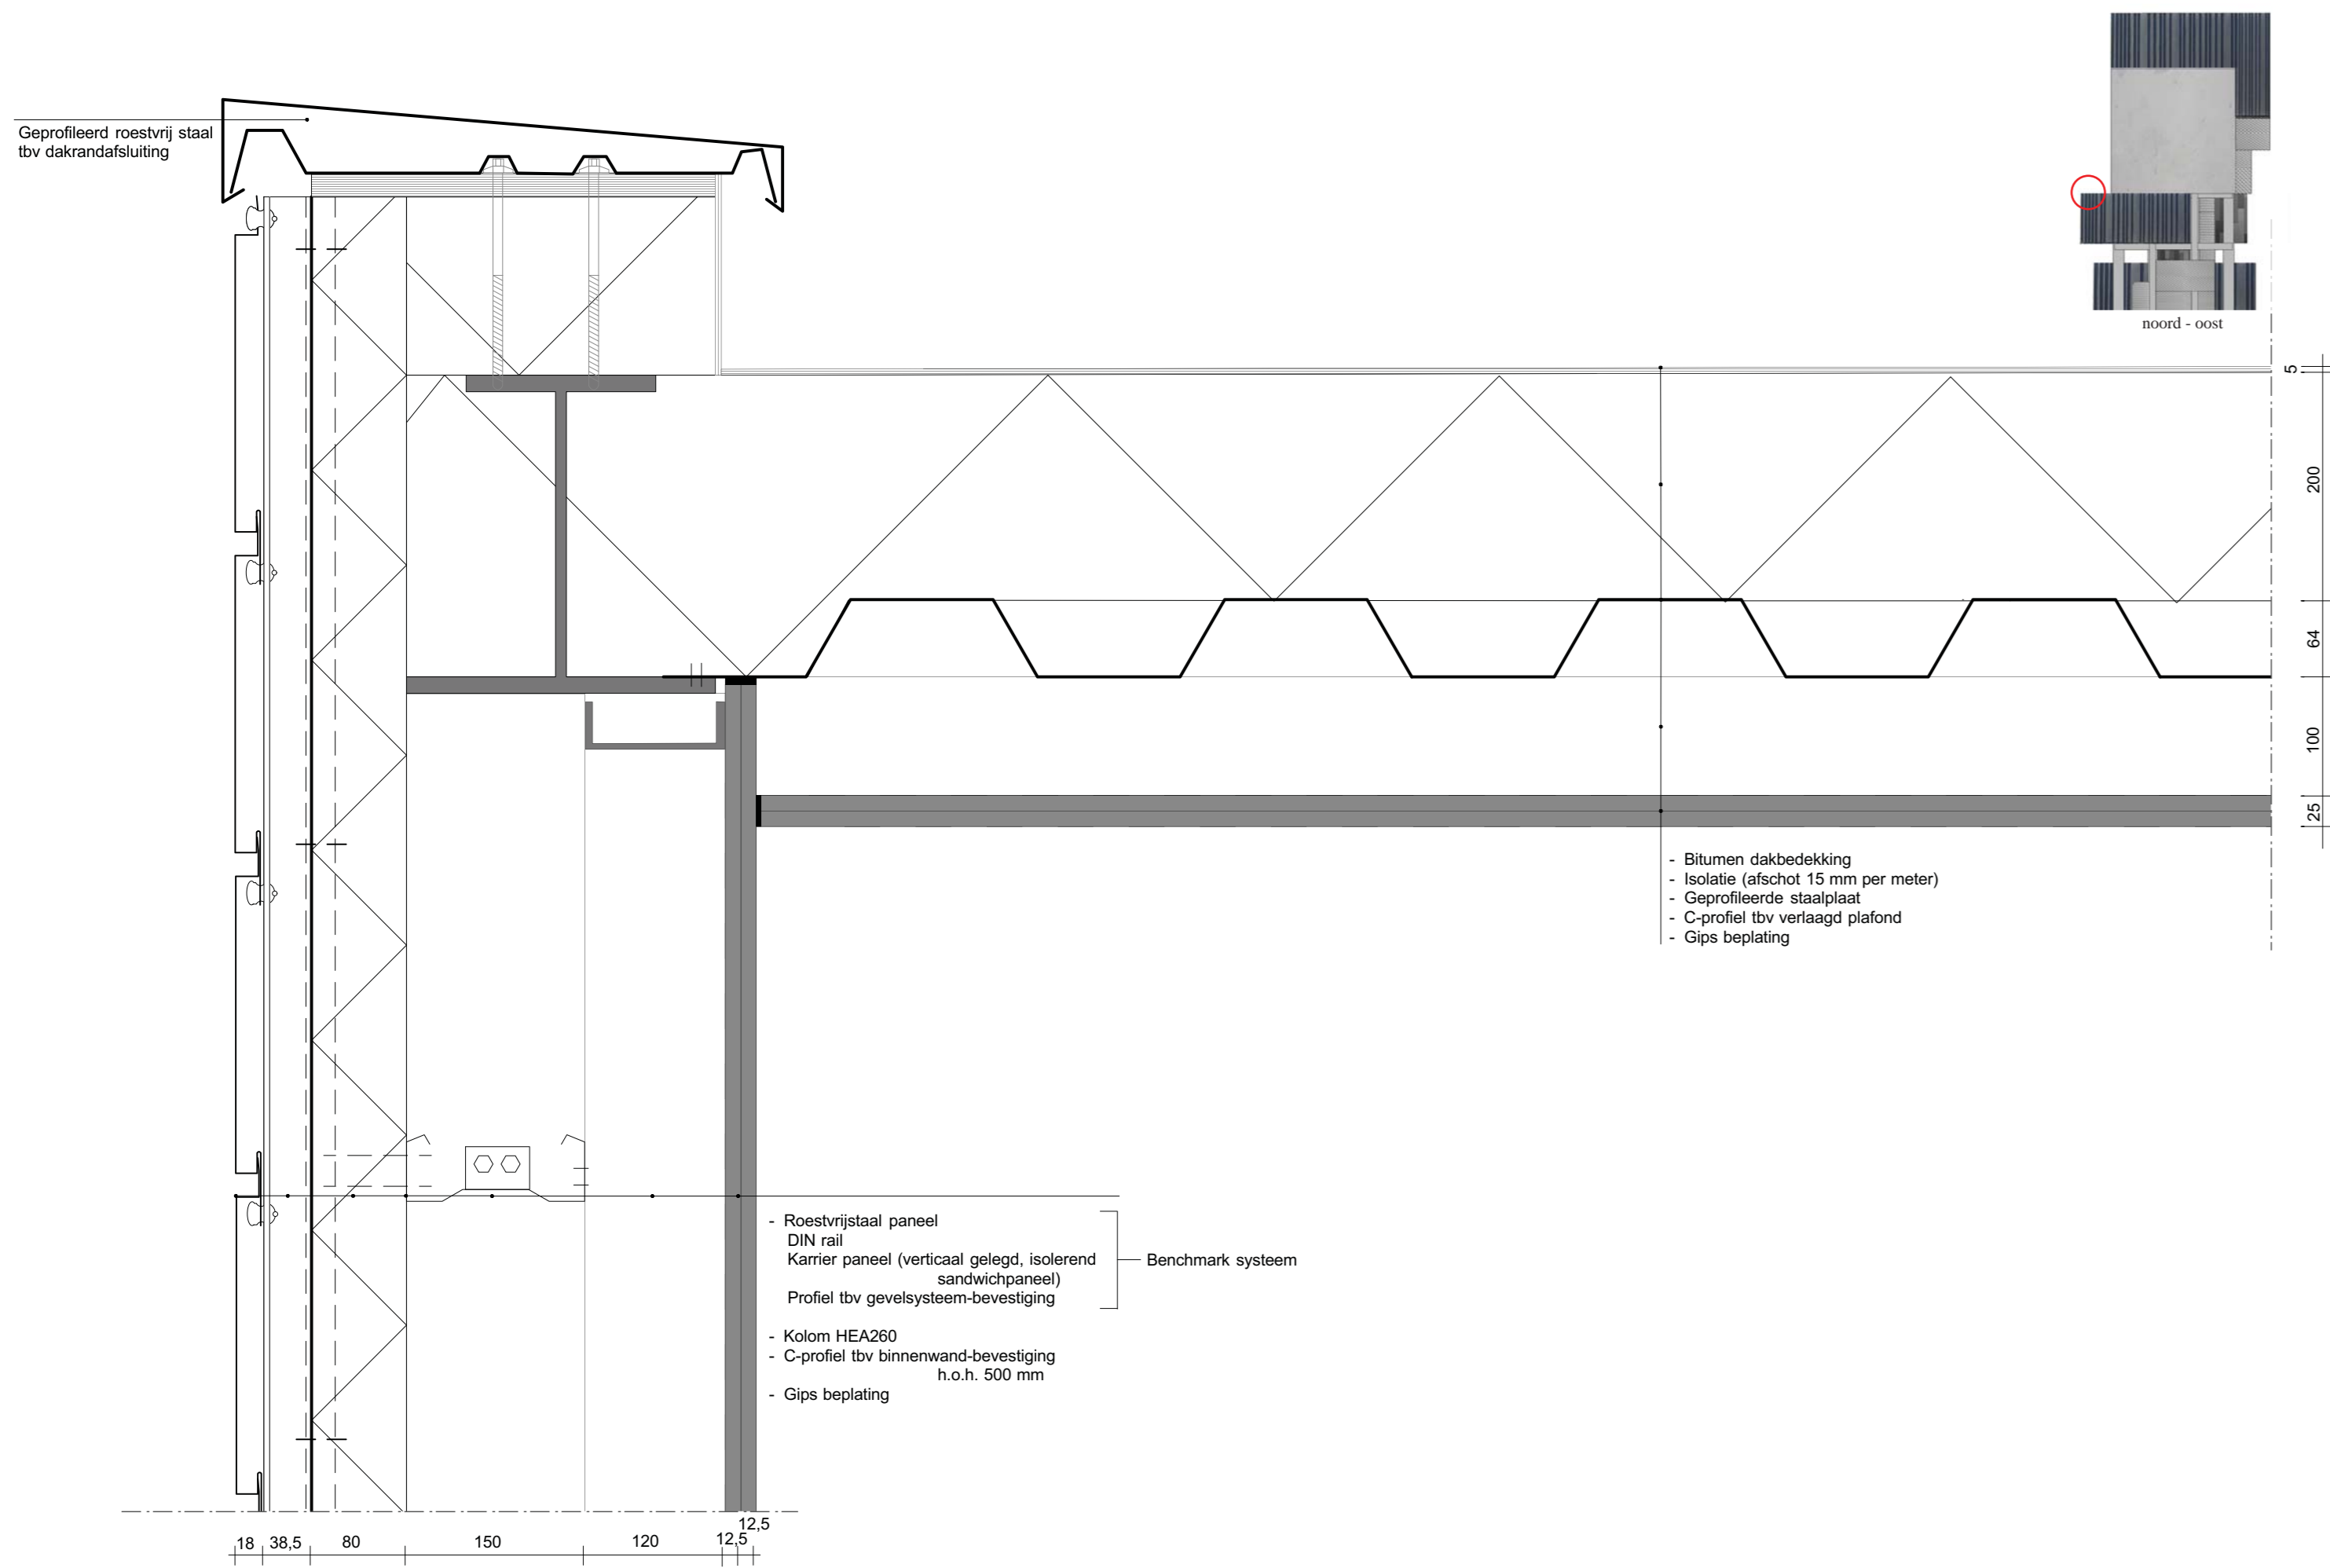 Geprofileerd roestvrij staal
tbv dakrandafsluiting
noord - oost
5
200
64
100
25
- Bitumen dakbedekking
- Isolatie (afschot 15 mm per meter)
- Geprofileerde staalplaat
- C-profiel tbv verlaagd plafond
- Gips beplating
- Roestvrijstaal paneel
DIN rail
Karrier paneel (verticaal gelegd, isolerend
sandwichpaneel)
Profiel tbv gevelsysteem-bevestiging
Benchmark systeem
- Kolom HEA260
- C-profiel tbv binnenwand-bevestiging
h.o.h. 500 mm
- Gips beplating
18 38,5 80 150 120 12,5 12,5